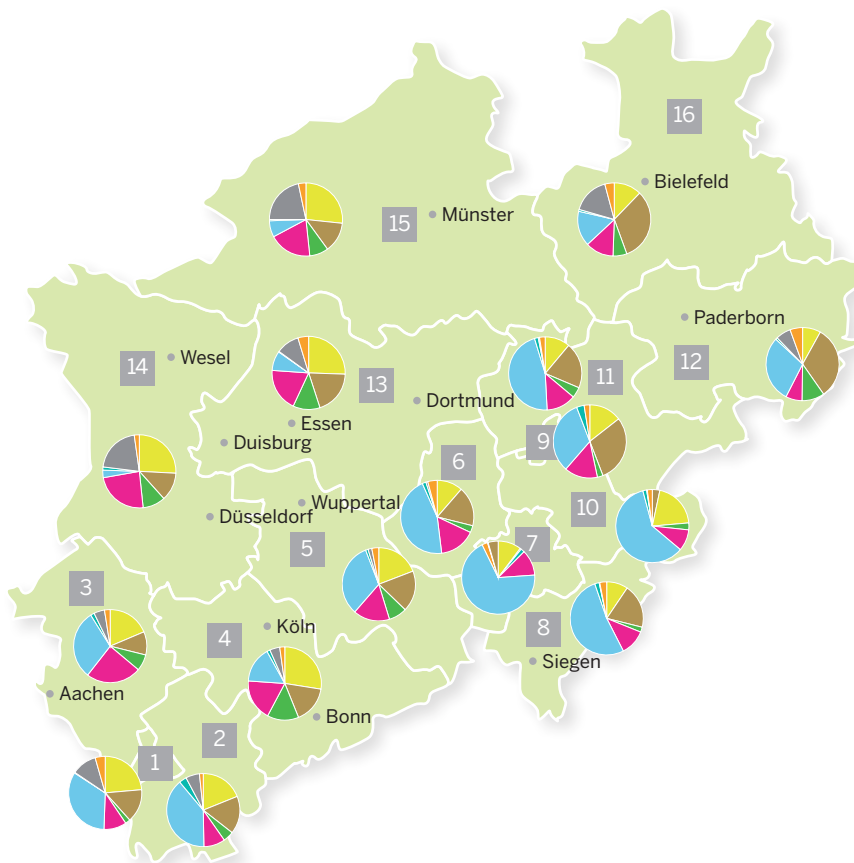 16
Bielefeld
15
Münster
Paderborn
14
Wesel
13
11
12
Dortmund
Essen
9
Duisburg
6
Wuppertal
10
Düsseldorf
7
5
3
4
Köln
8
Siegen
Aachen
Bonn
2
1